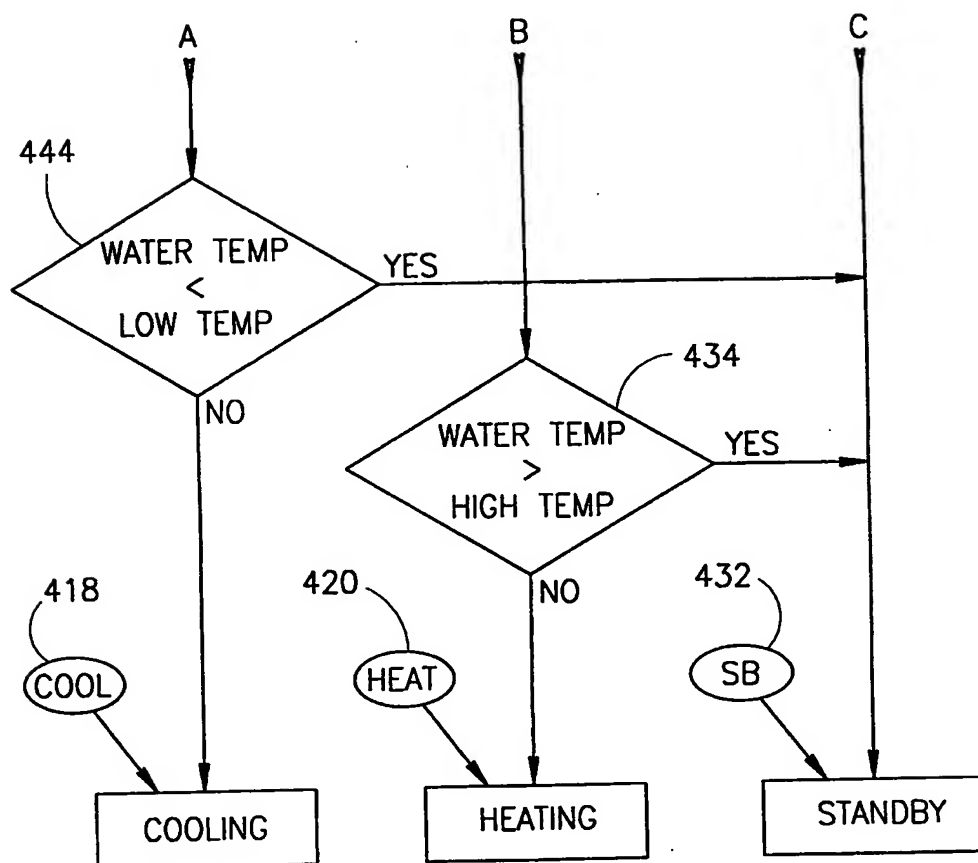 A
B
C
444
WATER TEMP
<
LOW TEMP
YES
NO
434
WATER TEMP
>
HIGH TEMP
YES
NO
418
COOL
420
HEAT
432
SB
COOLING
HEATING
STANDBY